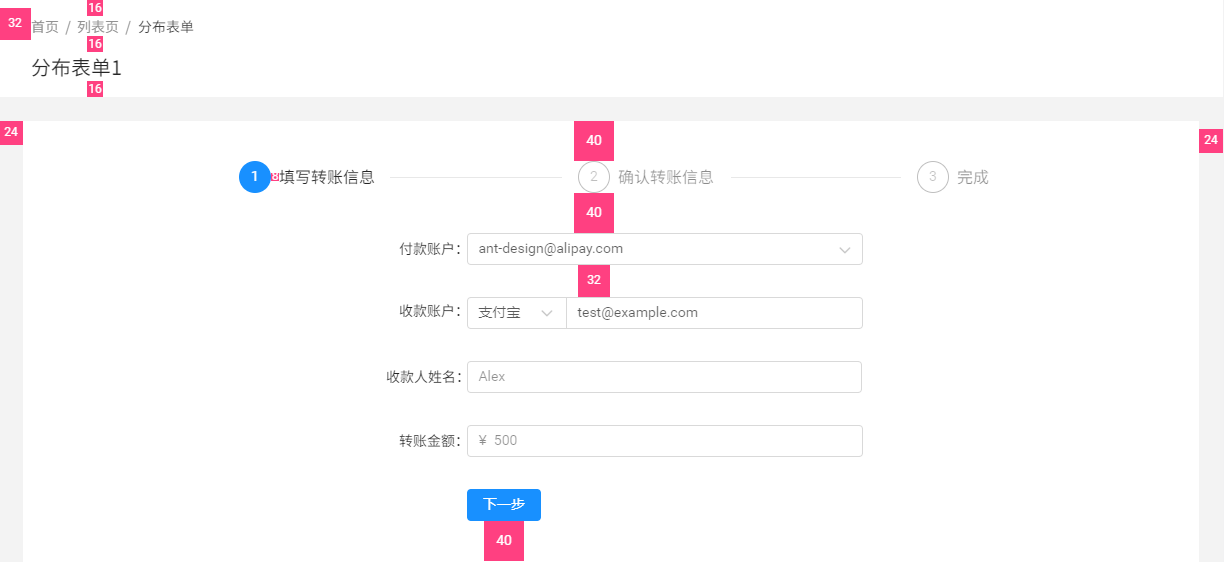 16
32
首页 / 列表页 / 分布表单
16
分布表单1
16
24
40
24
1 8 填写转账信息 2 确认转账信息 3 完成
40
付款账户: ant-design@alipay.com
32
收款账户: 支付宝 test@example.com
收款人姓名: Alex
转账金额: ¥ 500
下一步
40